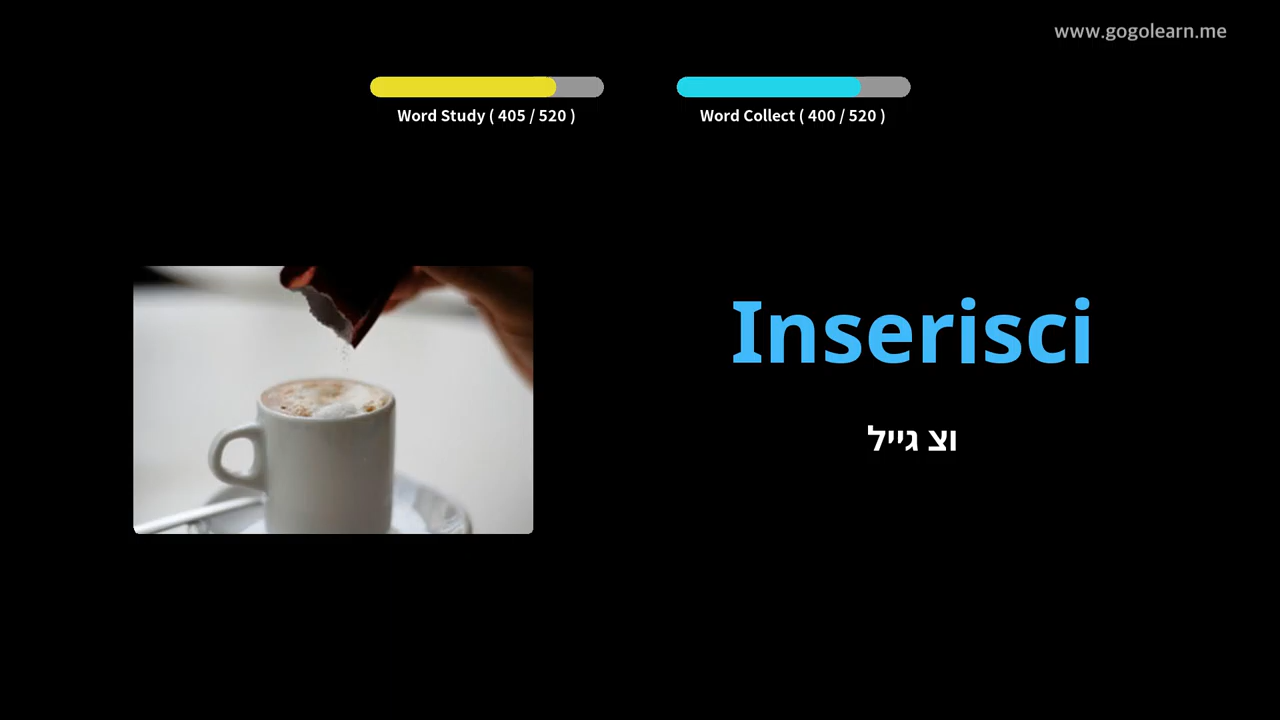 www.gogolearn.me
Word Study ( 405 / 520 )
Word Collect ( 400 / 520 )
Inserisci
וצ גייל